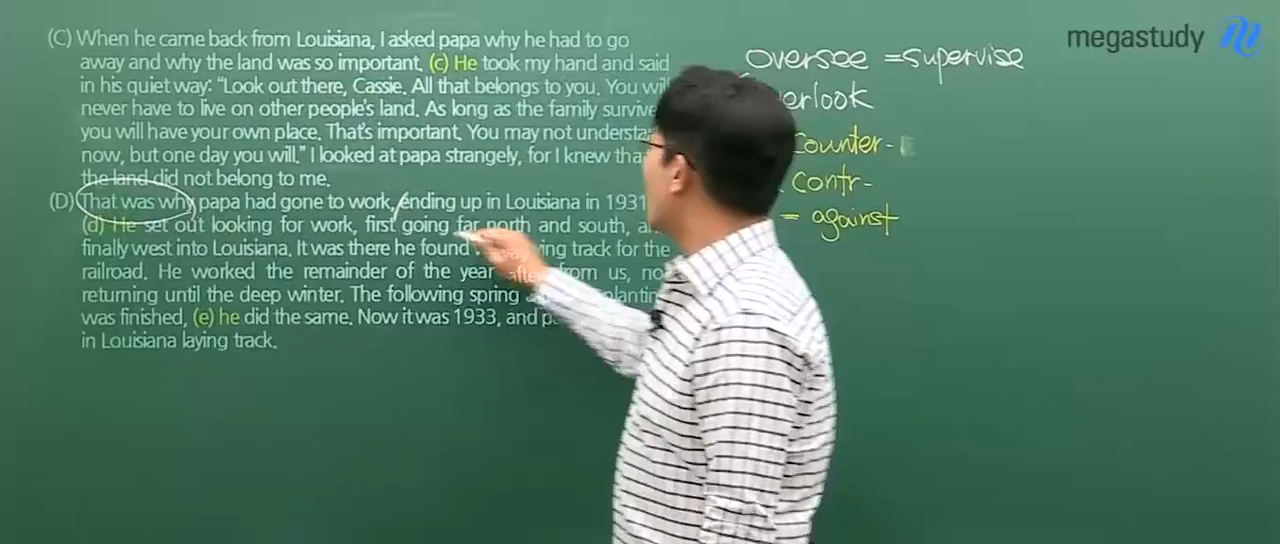 megastudy
(C) When he came back from Louisiana, I asked papa why he had to go
away and why the land was so important. (c) He took my hand and said
in his quiet way: “Look out there, Cassie. All that belongs to you. You
never have to live on other people's land. As long as the family
you will have your own place. That's important. You may not
now, but one day you will.” I looked at papa strangely, for I knew
the land did not belong to me.
(D) That was why papa had gone to work, ending up in Louisiana in 1931
(d) He set out looking for work, first going far north and south,
finally west into Louisiana. It was there he found track for the
railroad. He worked the remainder of the year from us,
returning until the deep winter. The following spring
was finished, (e) he did the same. Now it was 1933, and
in Louisiana laying track.
oversee = supervise
counter-
contr-
= against